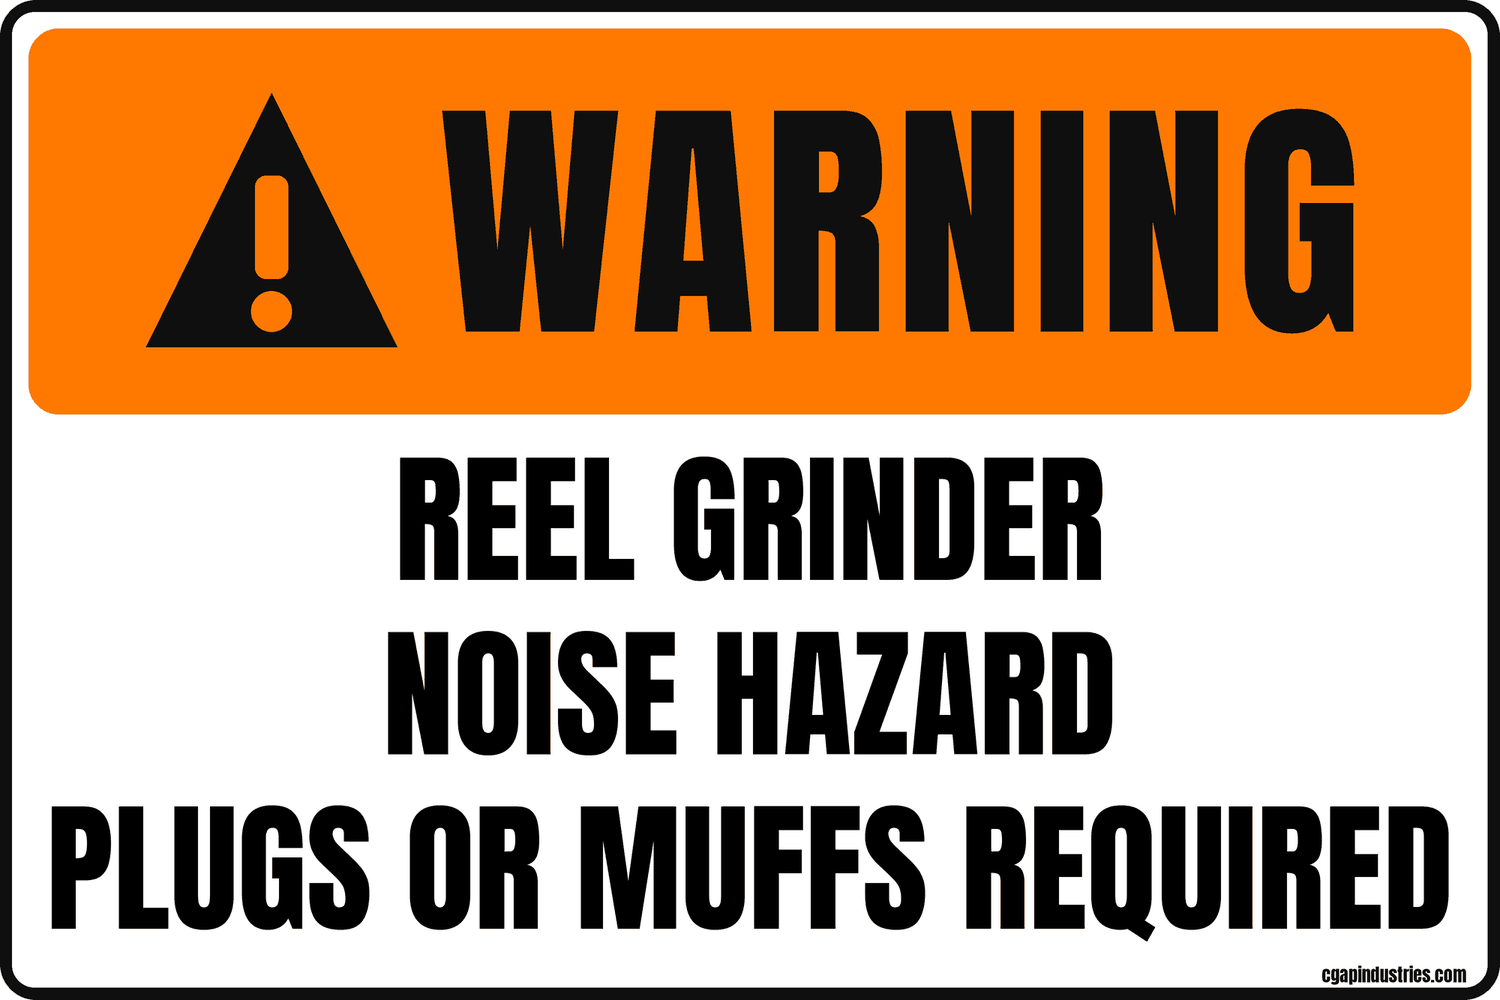 WARNING
REEL GRINDER
NOISE HAZARD
PLUGS OR MUFFS REQUIRED
cgapindustries.com